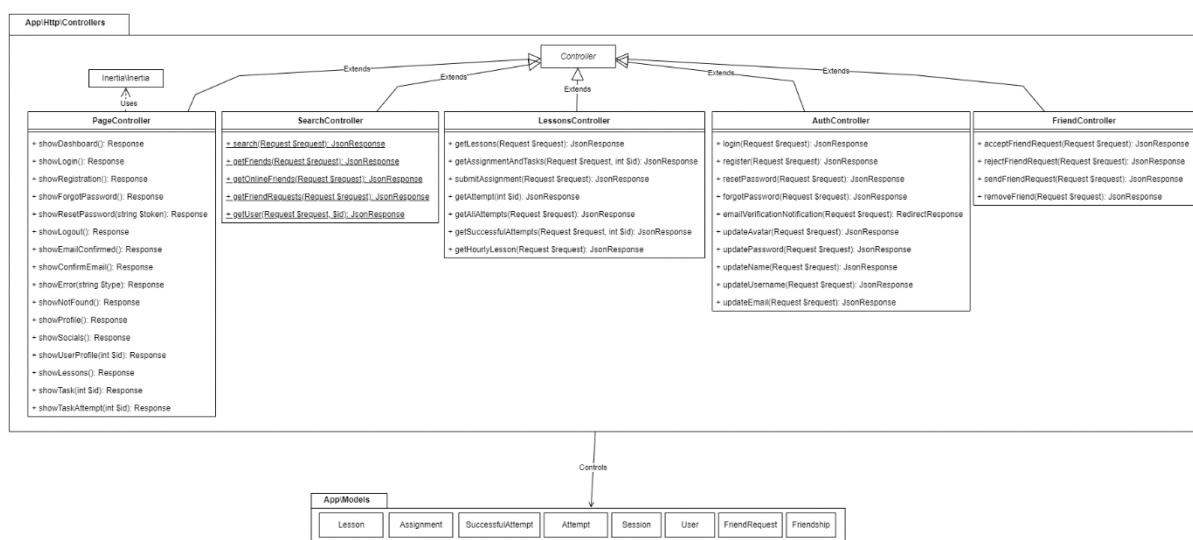 App\Http\Controllers
Controller
Inertia\Inertia
Extends
Extends
Extends
Extends
Extends
Uses
PageController
+ showDashboard(): Response
+ showLogin(): Response
+ showRegistration(): Response
+ showForgotPassword(): Response
+ showResetPassword(string $token): Response
+ showLogout(): Response
+ showEmailConfirmed(): Response
+ showConfirmEmail(): Response
+ showError(string $type): Response
+ showNotFound(): Response
+ showProfile(): Response
+ showSocials(): Response
+ showUserProfile(int $id): Response
+ showLessons(): Response
+ showTask(int $id): Response
+ showTaskAttempt(int $id): Response
SearchController
+ search(Request $request): JsonResponse
+ getFriends(Request $request): JsonResponse
+ getOnlineFriends(Request $request): JsonResponse
+ getFriendRequests(Request $request): JsonResponse
+ getUser(Request $request, $id): JsonResponse
LessonsController
+ getLessons(Request $request): JsonResponse
+ getAssignmentAndTasks(Request $request, int $id): JsonResponse
+ submitAssignment(Request $request): JsonResponse
+ getAttempt(int $id): JsonResponse
+ getAllAttempts(Request $request): JsonResponse
+ getSuccessfulAttempts(Request $request, int $id): JsonResponse
+ getHourlyLesson(Request $request): JsonResponse
AuthController
+ login(Request $request): JsonResponse
+ register(Request $request): JsonResponse
+ resetPassword(Request $request): JsonResponse
+ forgotPassword(Request $request): JsonResponse
+ emailVerificationNotification(Request $request): RedirectResponse
+ updateAvatar(Request $request): JsonResponse
+ updatePassword(Request $request): JsonResponse
+ updateName(Request $request): JsonResponse
+ updateUsername(Request $request): JsonResponse
+ updateEmail(Request $request): JsonResponse
FriendController
+ acceptFriendRequest(Request $request): JsonResponse
+ rejectFriendRequest(Request $request): JsonResponse
+ sendFriendRequest(Request $request): JsonResponse
+ removeFriend(Request $request): JsonResponse
Controls
App\Models
Lesson
Assignment
SuccessfulAttempt
Attempt
Session
User
FriendRequest
Friendship